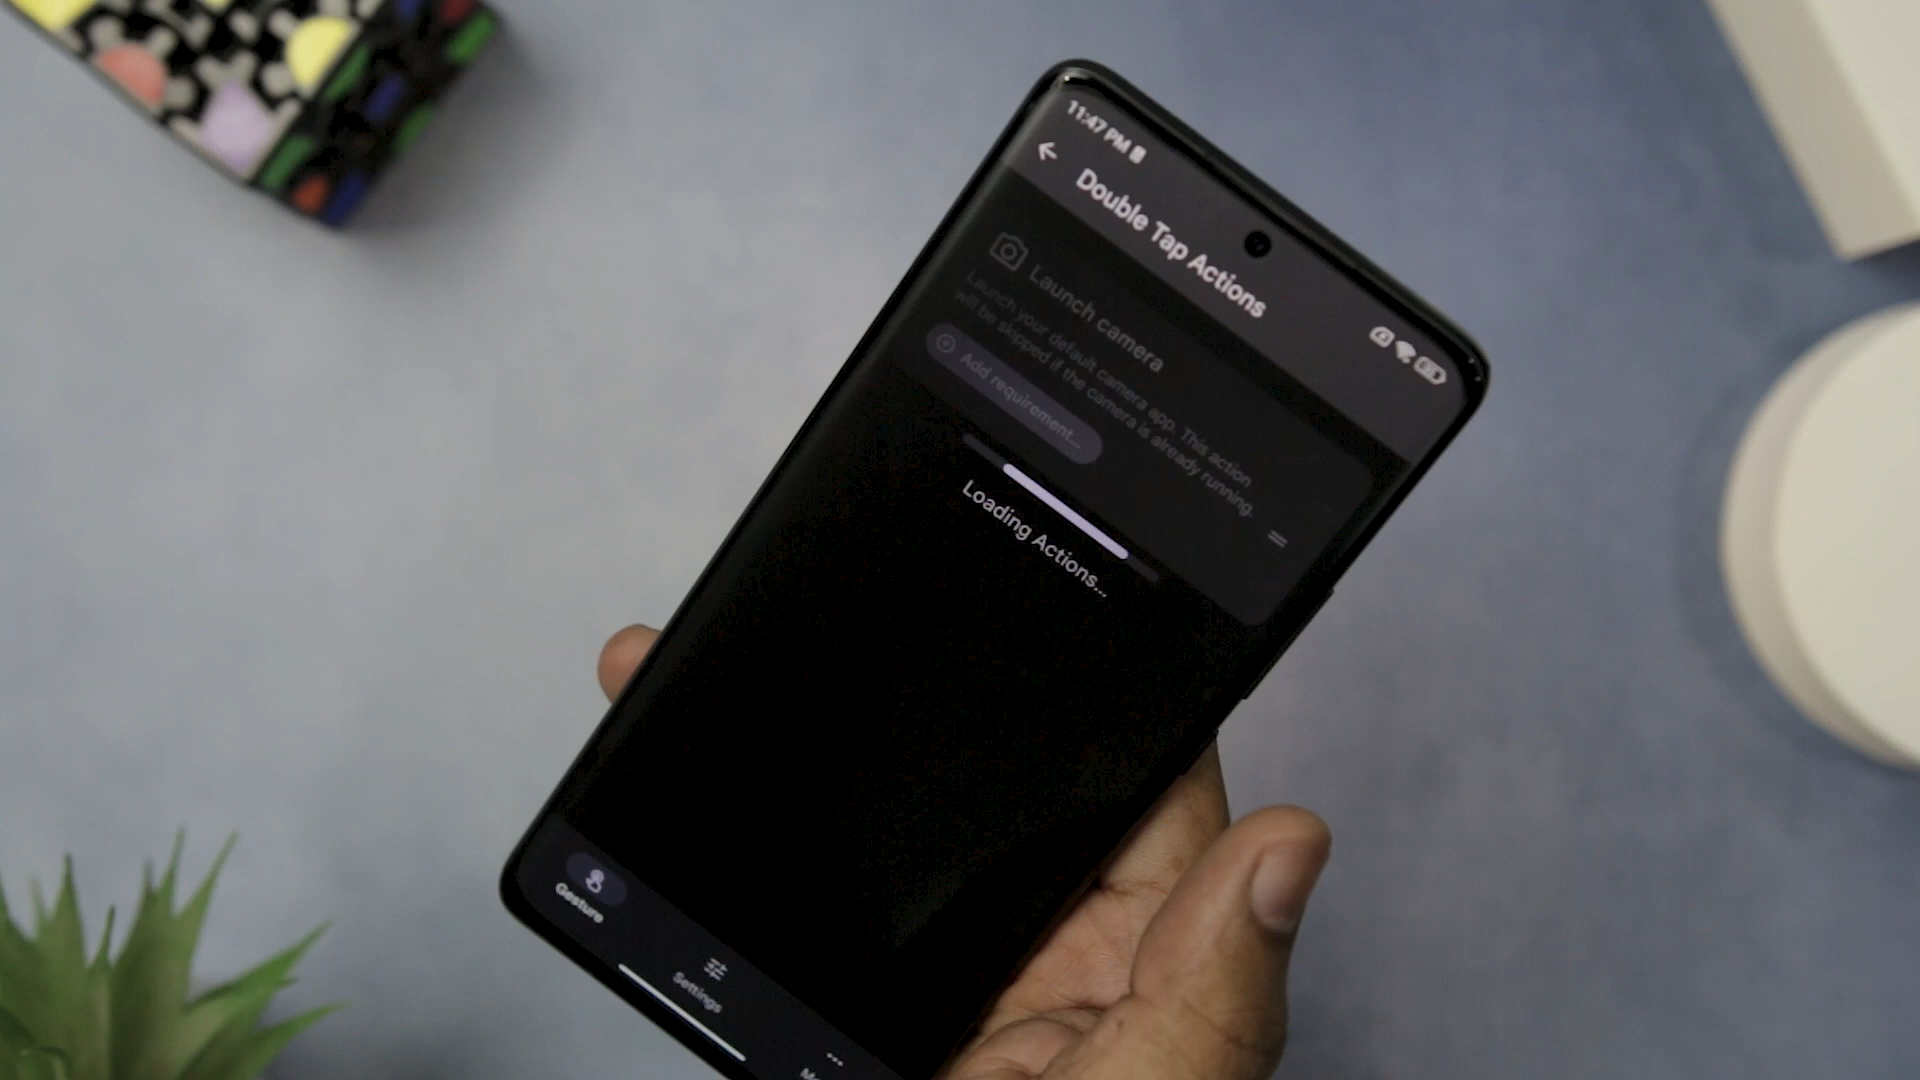 11:47 PM
Double Tap Actions
Launch camera
Launch your default camera app. This action
will be skipped if the camera is already running.
Add requirement...
Loading Actions...
Gesture
Settings